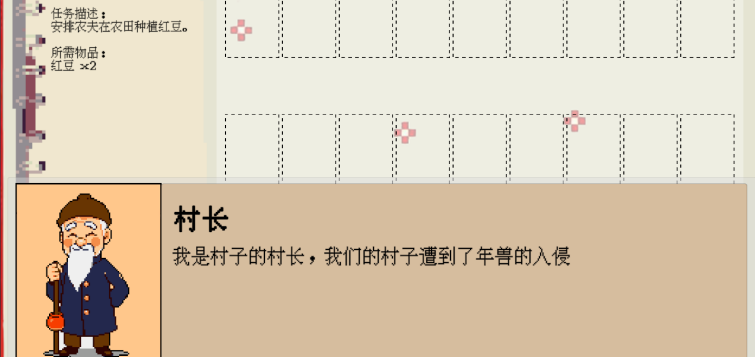 任务描述：
安排农夫在农田种植红豆。
所需物品：
红豆 x2
村长
我是村子的村长，我们的村子遭到了年兽的入侵